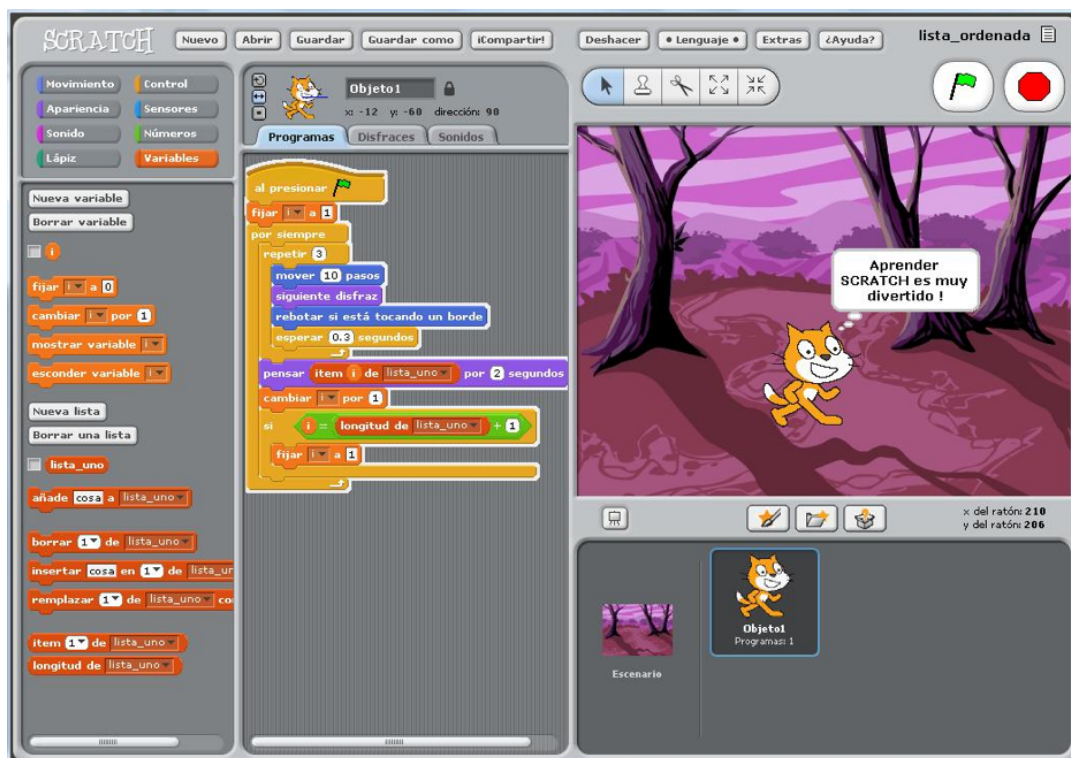 SCRATCH
Nuevo
Abrir
Guardar
Guardar como
¡Compartir!
Deshacer
• Lenguaje •
Extras
¿Ayuda?
lista_ordenada
Movimiento
Control
Apariencia
Sensores
Sonido
Números
Lápiz
Variables
Nueva variable
Borrar variable
i
fijar i a 0
cambiar i por 1
mostrar variable i
esconder variable i
Nueva lista
Borrar una lista
lista_uno
añade cosa a lista_uno
borrar 1 de lista_uno
insertar cosa en 1 de lista_un
remplazar 1 de lista_uno co
item 1 de lista_uno
longitud de lista_uno
Objeto1
x: -12 y: -60 dirección: 90
Programas
Disfraces
Sonidos
al presionar
fijar i a 1
por siempre
repetir 3
mover 10 pasos
siguiente disfraz
rebotar si está tocando un borde
esperar 0.3 segundos
pensar item i de lista_uno por 2 segundos
cambiar i por 1
si i = longitud de lista_uno + 1
fijar i a 1
Aprender
SCRATCH es muy
divertido !
x del ratón: 210
y del ratón: 206
Escenario
Objeto1
Programas: 1